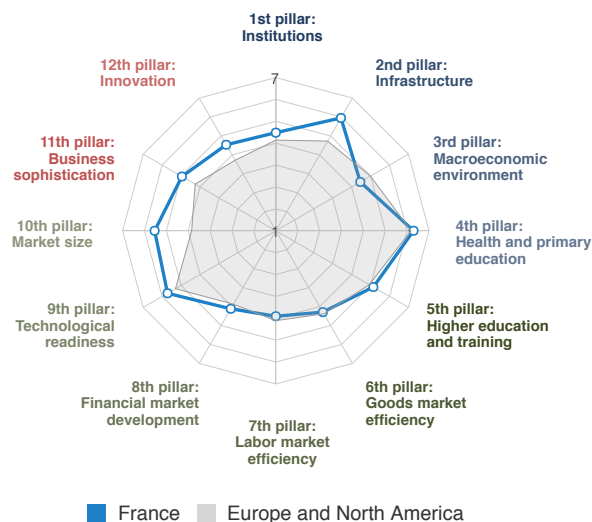 1st pillar:
Institutions
2nd pillar:
Infrastructure
3rd pillar:
Macroeconomic
environment
4th pillar:
Health and primary
education
5th pillar:
Higher education
and training
6th pillar:
Goods market
efficiency
7th pillar:
Labor market
efficiency
8th pillar:
Financial market
development
9th pillar:
Technological
readiness
10th pillar:
Market size
11th pillar:
Business
sophistication
12th pillar:
Innovation
7
1
France
Europe and North America